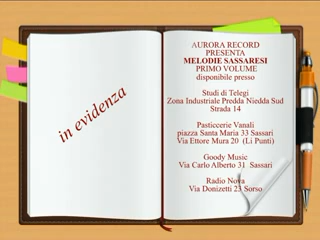 in evidenza
AURORA RECORD
PRESENTA
MELODIE SASSARESI
PRIMO VOLUME
disponibile presso
Studi di Telegi
Zona Industriale Predda Niedda Sud
Strada 14
Pasticcerie Vanali
piazza Santa Maria 33 Sassari
Via Ettore Mura 20 (Li Punti)
Goody Music
Via Carlo Alberto 31 Sassari
Radio Nova
Via Donizetti 23 Sorso